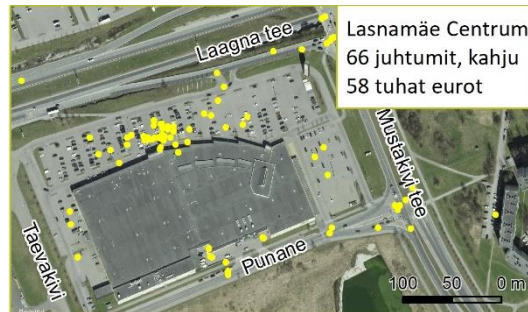 Lasnamäe Centrum
66 juhtumit, kahju
58 tuhat eurot
Laagna tee
Mustakivi tee
Taevakivi
Punane
100 50 0 m